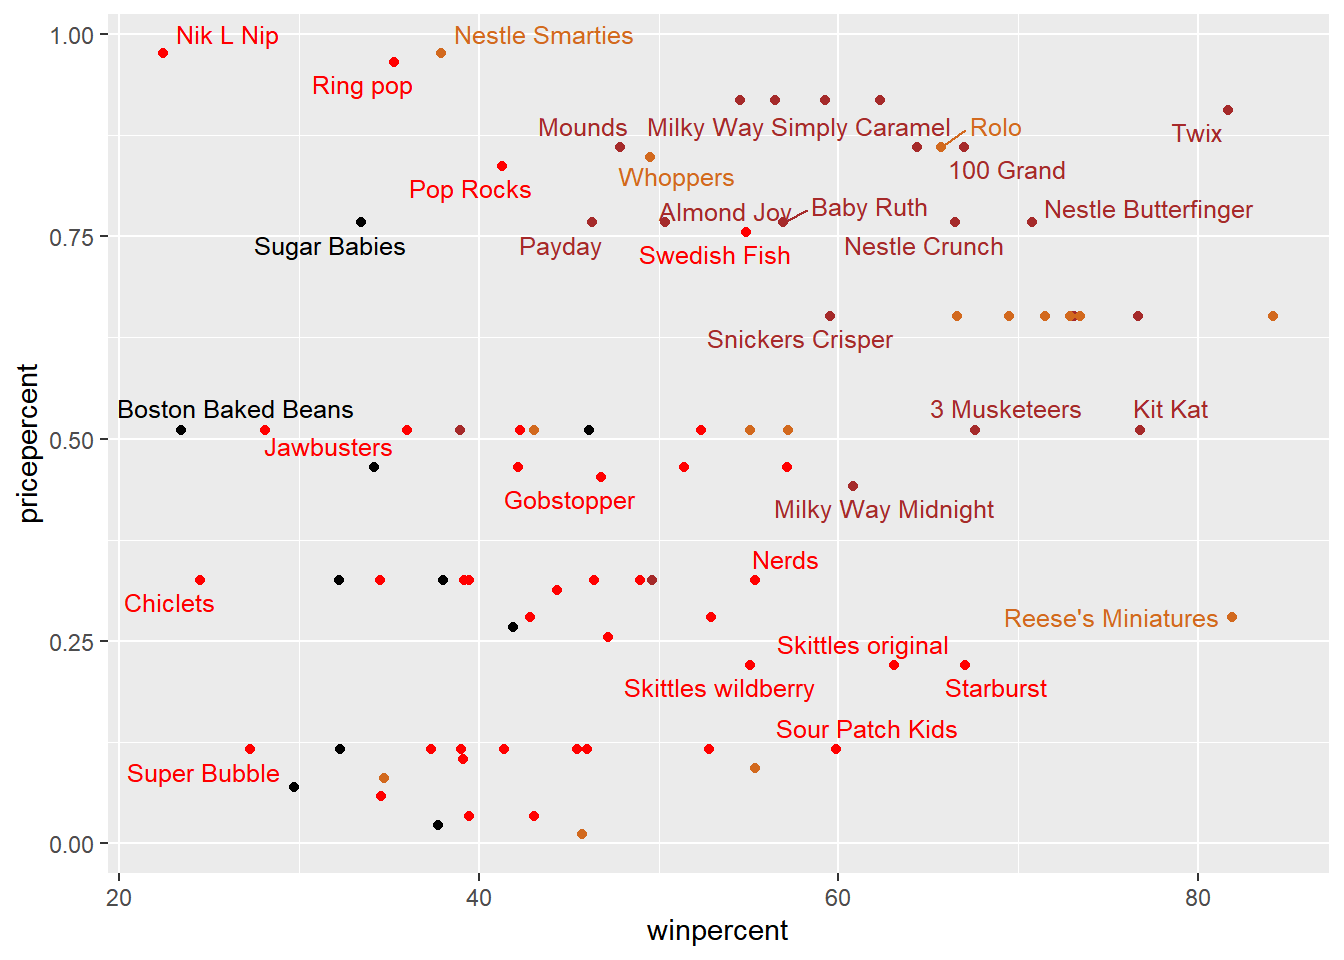 1.00
Nik L Nip
Nestle Smarties
Ring pop
Mounds
Milky Way Simply Caramel
Rolo
Twix
Whoppers
100 Grand
Pop Rocks
Almond Joy
Baby Ruth
Nestle Butterfinger
0.75
Sugar Babies
Payday
Swedish Fish
Nestle Crunch
Snickers Crisper
pricepercent
Boston Baked Beans
3 Musketeers
Kit Kat
0.50
Jawbusters
Gobstopper
Milky Way Midnight
Nerds
Chiclets
Reese's Miniatures
0.25
Skittles original
Skittles wildberry
Starburst
Sour Patch Kids
Super Bubble
0.00
20
40
60
80
winpercent